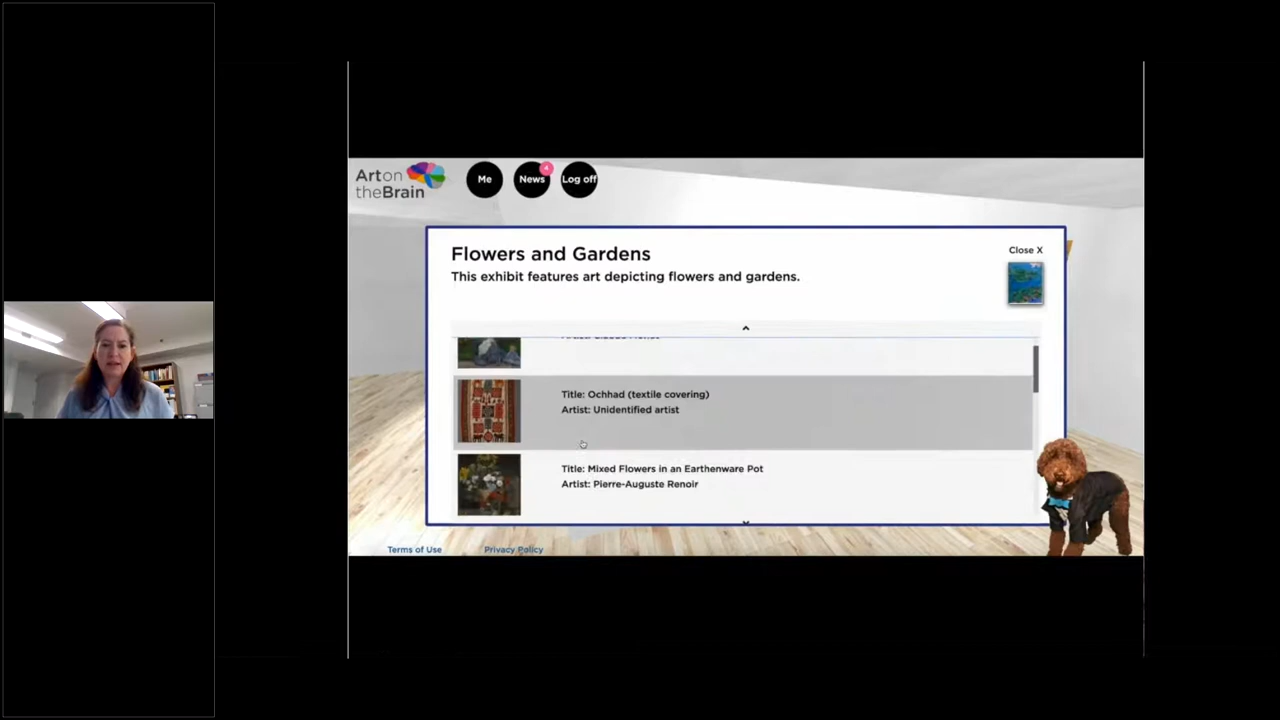 Art on
the Brain
Me
News
4
Log off
Flowers and Gardens
Close X
This exhibit features art depicting flowers and gardens.
Title: Ochhad (textile covering)
Artist: Unidentified artist
Title: Mixed Flowers in an Earthenware Pot
Artist: Pierre-Auguste Renoir
Terms of Use
Privacy Policy